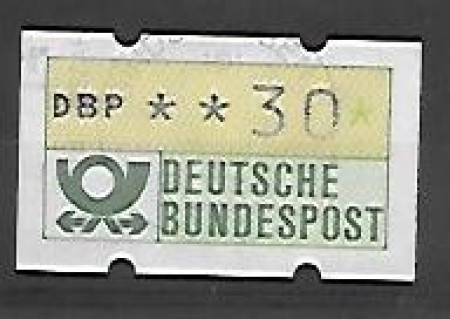 DBP * * 30 *
DEUTSCHE
BUNDESPOST